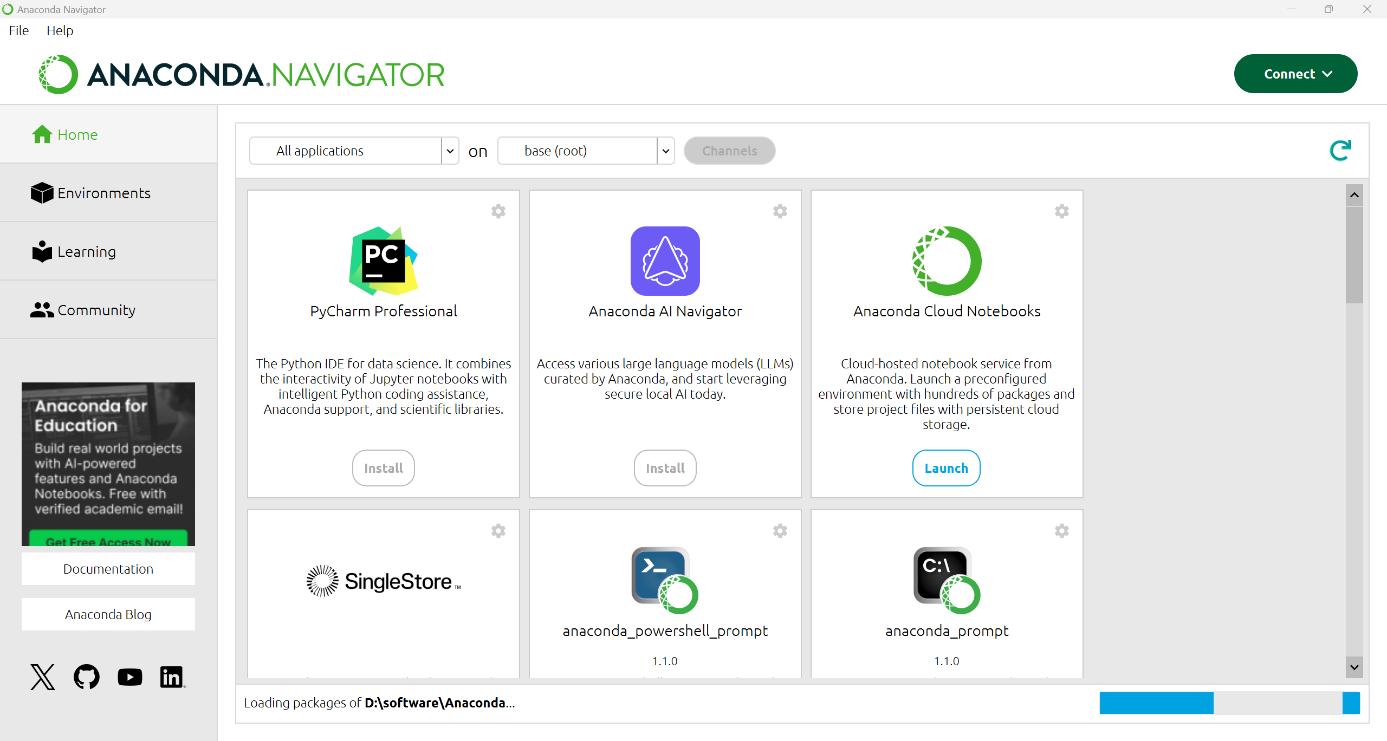 Anaconda Navigator
File Help
ANACONDA.NAVIGATOR
Connect
Home
Environments
Learning
Community
Anaconda for
Education
Build real world projects
with AI-powered
features and Anaconda
Notebooks. Free with
verified academic email!
Get Free Access Now
Documentation
Anaconda Blog
All applications on base (root) Channels
PC
PyCharm Professional
The Python IDE for data science. It combines
the interactivity of Jupyter notebooks with
intelligent Python coding assistance,
Anaconda support, and scientific libraries.
Install
Anaconda AI Navigator
Access various large language models (LLMs)
curated by Anaconda, and start leveraging
secure local AI today.
Install
Anaconda Cloud Notebooks
Cloud-hosted notebook service from
Anaconda. Launch a preconfigured
environment with hundreds of packages and
store project files with persistent cloud
storage.
Launch
SingleStore™
anaconda_powershell_prompt
1.1.0
C:\
anaconda_prompt
1.1.0
Loading packages of D:\software\Anaconda...